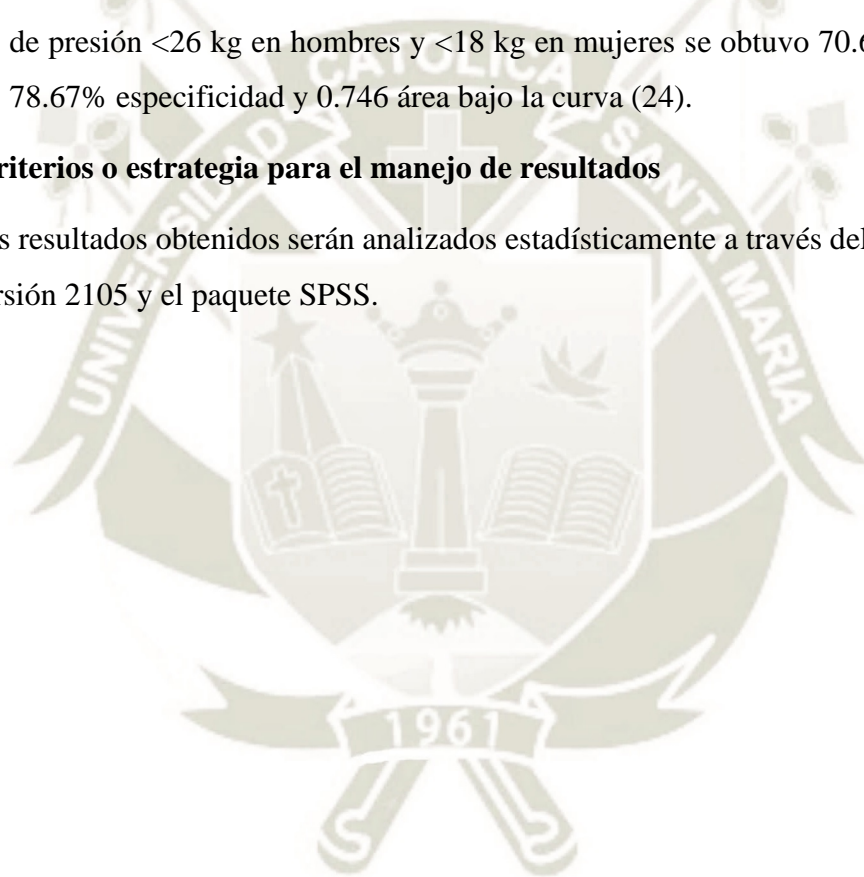 de presión <26 kg en hombres y <18 kg en mujeres se obtuvo
78.67% especificidad y 0.746 área bajo la curva (24).
riterios o estrategia para el manejo de resultados
s resultados obtenidos serán analizados estadísticamente a través del
rsión 2105 y el paquete SPSS.
UNIVERSIDAD CATOLICA SANTA MARIA
1961